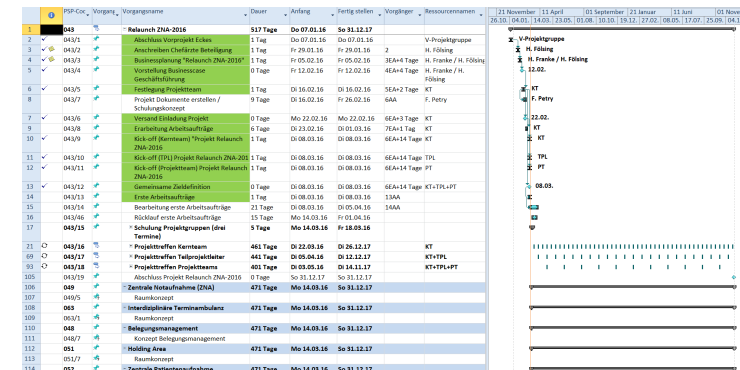 PSP-Coc Vorgang Vorgangsname Dauer Anfang Fertig stellen Vorgänger Ressourcennamen
21 November 11 April 01 September 21 Januar 11 Juni 01 Nove
26.10. 04.01. 14.03. 23.05. 01.08. 10.10. 19.12. 27.02. 08.05. 17.07. 25.09. 04.1
1 043 Relaunch ZNA-2016 517 Tage Do 07.01.16 So 31.12.17
2 043/1 Abschluss Vorprojekt Eckes 1 Tag Do 07.01.16 Do 07.01.16 V-Projektgruppe V-Projektgruppe
3 043/2 Anschreiben Chefärzte Beteiligung 1 Tag Fr 29.01.16 Fr 29.01.16 2 H. Fölsing H. Fölsing
4 043/3 Businessplanung "Relaunch ZNA-2016" 1 Tag Fr 05.02.16 Fr 05.02.16 3EA+4 Tage H. Franke / H. Fölsing H. Franke / H. Fölsing
5 043/4 Vorstellung Businesscase 0 Tage Fr 12.02.16 Fr 12.02.16 4EA+4 Tage H. Franke / H. 12.02.
Geschäftsführung Fölsing
6 043/5 Festlegung Projektteam 1 Tag Di 16.02.16 Di 16.02.16 5EA+2 Tage KT KT
8 043/7 Projekt Dokumente erstellen / 9 Tage Di 16.02.16 Fr 26.02.16 6AA F. Petry F. Petry
Schulungskonzept
7 043/6 Versand Einladung Projekt 0 Tage Mo 22.02.16 Mo 22.02.16 6EA+3 Tage KT 22.02.
9 043/8 Erarbeitung Arbeitsaufträge 6 Tage Di 23.02.16 Di 01.03.16 7EA+1 Tag KT KT
10 043/9 Kick-off (Kernteam) "Projekt Relaunch 1 Tag Di 08.03.16 Di 08.03.16 6EA+14 Tage KT KT
ZNA-2016
11 043/10 Kick-off (TPL) Projekt Relaunch ZNA-201 1 Tag Di 08.03.16 Di 08.03.16 6EA+14 Tage TPL TPL
12 043/11 Kick-off (Projektteam) Projekt Relaunch 1 Tag Di 08.03.16 Di 08.03.16 6EA+14 Tage PT PT
ZNA-2016
13 043/12 Gemeinsame Zieldefinition 0 Tage Di 08.03.16 Di 08.03.16 6EA+14 Tage KT+TPL+PT 08.03.
14 043/13 Erste Arbeitsaufträge 1 Tag Di 08.03.16 Di 08.03.16 13AA
15 043/14 Bearbeitung erste Arbeitsaufträge 21 Tage Di 08.03.16 Di 05.04.16 14AA
16 043/46 Rücklauf erste Arbeitsaufträge 15 Tage Mo 14.03.16 Fr 01.04.16
17 043/15 Schulung Projektgruppen (drei 5 Tage Mo 14.03.16 Fr 18.03.16
Termine)
21 043/16 Projekttreffen Kernteam 461 Tage Di 22.03.16 Di 26.12.17 KT
69 043/17 Projekttreffen Teilprojektleiter 441 Tage Di 05.04.16 Di 12.12.17 KT+TPL
93 043/18 Projekttreffen Projektteams 401 Tage Di 03.05.16 Di 14.11.17 KT+TPL+PT
105 043/19 Abschluss Projekt Relaunch ZNA-2016 0 Tage So 31.12.17 So 31.12.17
106 049 Zentrale Notaufnahme (ZNA) 471 Tage Mo 14.03.16 So 31.12.17
107 049/5 Raumkonzept
108 063 Interdiziplinäre Terminambulanz 471 Tage Mo 14.03.16 So 31.12.17
109 063/1 Raumkonzept
110 048 Belegungsmanagement 471 Tage Mo 14.03.16 So 31.12.17
111 048/7 Konzept Belegungsmanagement
112 051 Holding Area 471 Tage Mo 14.03.16 So 31.12.17
113 051/7 Raumkonzept
114 052 Zentrale Patientenaufnahme 471 Tage Mo 14.03.16 So 31.12.17